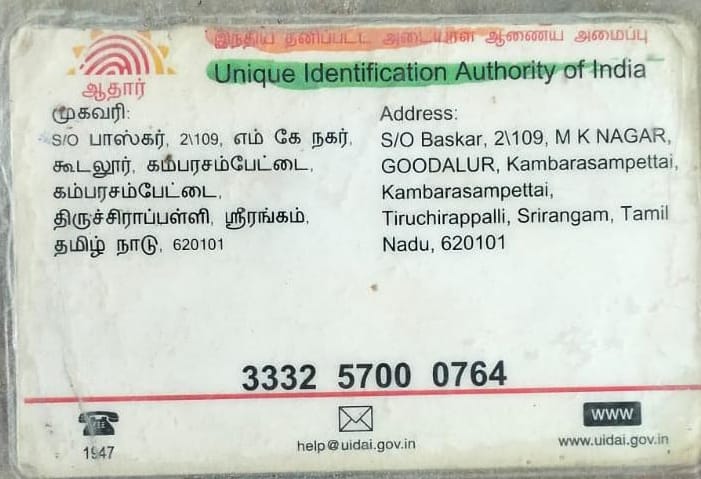 இந்திய தனிப்பட்ட அடையாள ஆணைய அமைப்பு
Unique Identification Authority of India
ஆதார்
முகவரி:
S/O பாஸ்கர், 2\109, எம் கே நகர்,
கூடலூர், கம்பரசம்பேட்டை,
கம்பரசம்பேட்டை,
திருச்சிராப்பள்ளி, ஸ்ரீரங்கம்,
தமிழ் நாடு, 620101
Address:
S/O Baskar, 2\109, M K NAGAR,
GOODALUR, Kambarasampettai,
Kambarasampettai,
Tiruchirappalli, Srirangam, Tamil
Nadu, 620101
3332 5700 0764
1947
help@uidai.gov.in
www
www.uidai.gov.in